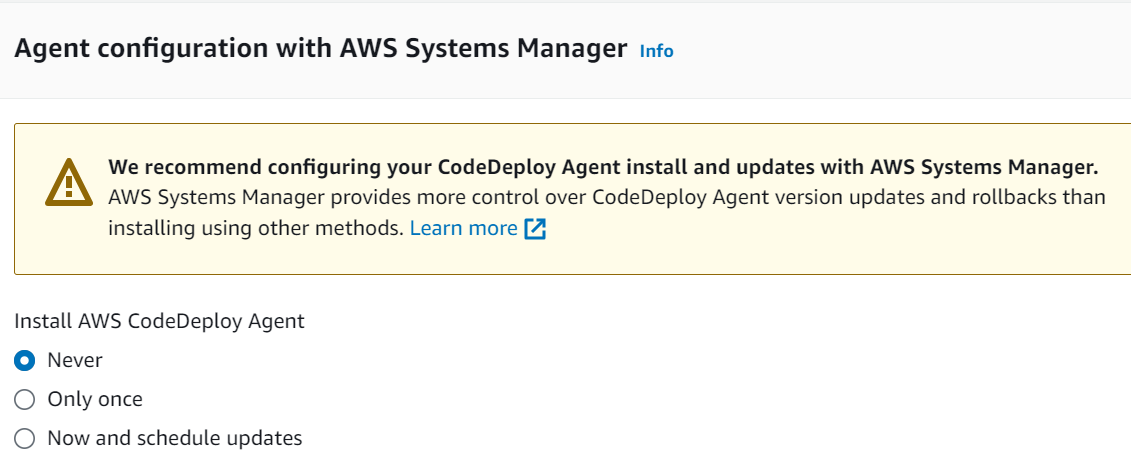 Agent configuration with AWS Systems Manager Info
We recommend configuring your CodeDeploy Agent install and updates with AWS Systems Manager.
AWS Systems Manager provides more control over CodeDeploy Agent version updates and rollbacks than
installing using other methods. Learn more
Install AWS CodeDeploy Agent
Never
Only once
Now and schedule updates